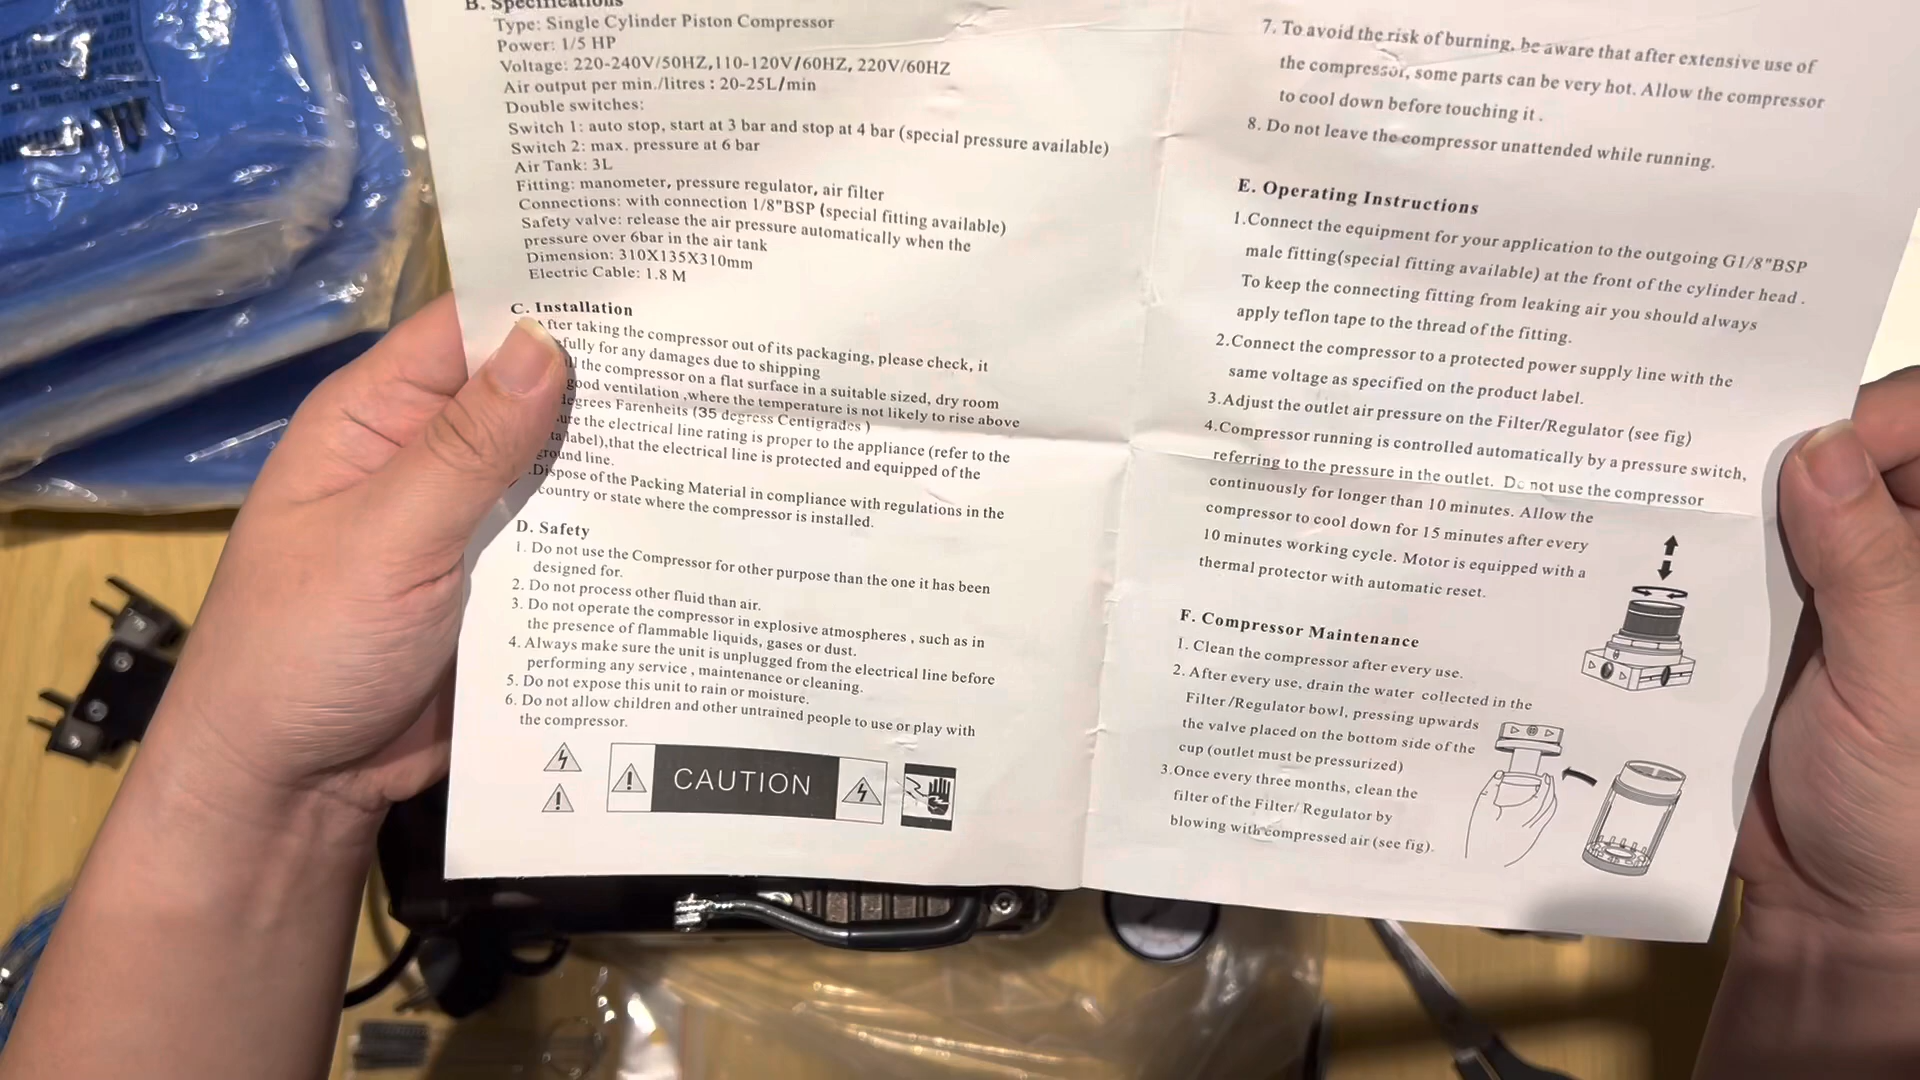 B. Specifications
Type: Single Cylinder Piston Compressor
Power: 1/5 HP
Voltage: 220-240V/50HZ,110-120V/60HZ, 220V/60HZ
Air output per min./litres : 20-25L/min
Double switches:
Switch 1: auto stop, start at 3 bar and stop at 4 bar (special pressure available)
Switch 2: max. pressure at 6 bar
Air Tank: 3L
Fitting: manometer, pressure regulator, air filter
Connections: with connection 1/8"BSP (special fitting available)
Safety valve: release the air pressure automatically when the
pressure over 6bar in the air tank
Dimension: 310X135X310mm
Electric Cable: 1.8 M
C. Installation
After taking the compressor out of its packaging, please check, it
for any damages due to shipping
the compressor on a flat surface in a suitable sized, dry room
good ventilation ,where the temperature is not likely to rise above
degrees Farenheits (35 degress Centigrades )
the electrical line rating is proper to the appliance (refer to the
label),that the electrical line is protected and equipped of the
ground line.
.Dispose of the Packing Material in compliance with regulations in the
country or state where the compressor is installed.
D. Safety
1. Do not use the Compressor for other purpose than the one it has been
designed for.
2. Do not process other fluid than air.
3. Do not operate the compressor in explosive atmospheres , such as in
the presence of flammable liquids, gases or dust.
4. Always make sure the unit is unplugged from the electrical line before
performing any service , maintenance or cleaning.
5. Do not expose this unit to rain or moisture.
6. Do not allow children and other untrained people to use or play with
the compressor.
CAUTION
7. To avoid the risk of burning, be aware that after extensive use of
the compressor, some parts can be very hot. Allow the compressor
to cool down before touching it .
8. Do not leave the compressor unattended while running.
E. Operating Instructions
1.Connect the equipment for your application to the outgoing G1/8"BSP
male fitting(special fitting available) at the front of the cylinder head .
To keep the connecting fitting from leaking air you should always
apply teflon tape to the thread of the fitting.
2.Connect the compressor to a protected power supply line with the
same voltage as specified on the product label.
3.Adjust the outlet air pressure on the Filter/Regulator (see fig)
4.Compressor running is controlled automatically by a pressure switch,
referring to the pressure in the outlet. Do not use the compressor
continuously for longer than 10 minutes. Allow the
compressor to cool down for 15 minutes after every
10 minutes working cycle. Motor is equipped with a
thermal protector with automatic reset.
F. Compressor Maintenance
1. Clean the compressor after every use.
2. After every use, drain the water collected in the
Filter /Regulator bowl, pressing upwards
the valve placed on the bottom side of the
cup (outlet must be pressurized)
3.Once every three months, clean the
filter of the Filter/ Regulator by
blowing with compressed air (see fig).